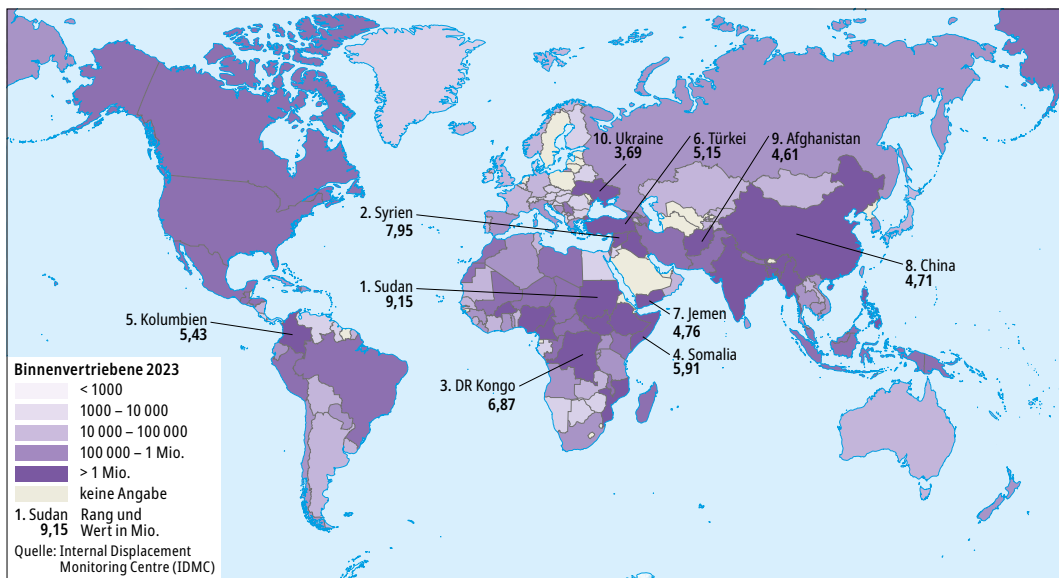 10. Ukraine
3,69
6. Türkei
5,15
9. Afghanistan
4,61
2. Syrien
7,95
1. Sudan
9,15
8. China
4,71
5. Kolumbien
5,43
7. Jemen
4,76
4. Somalia
5,91
3. DR Kongo
6,87
Binnenvertriebene 2023
< 1000
1000 – 10 000
10 000 – 100 000
100 000 – 1 Mio.
> 1 Mio.
keine Angabe
1. Sudan Rang und
9,15 Wert in Mio.
Quelle: Internal Displacement
Monitoring Centre (IDMC)